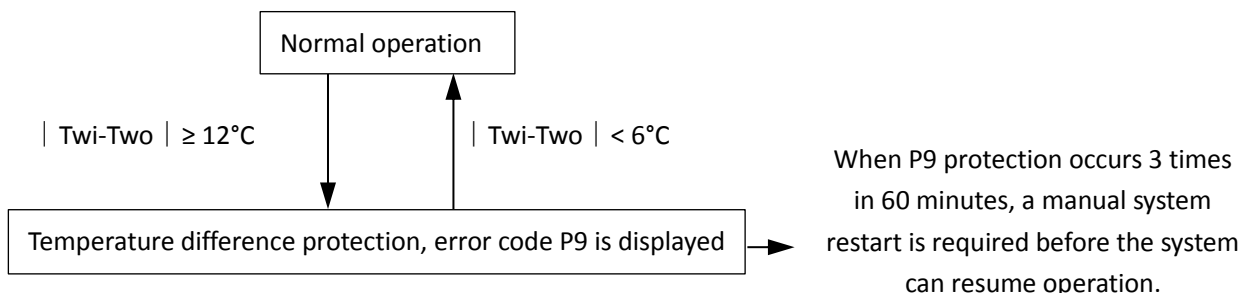 Normal operation
| Twi-Two | ≥ 12°C
| Twi-Two | < 6°C
Temperature difference protection, error code P9 is displayed
When P9 protection occurs 3 times
in 60 minutes, a manual system
restart is required before the system
can resume operation.